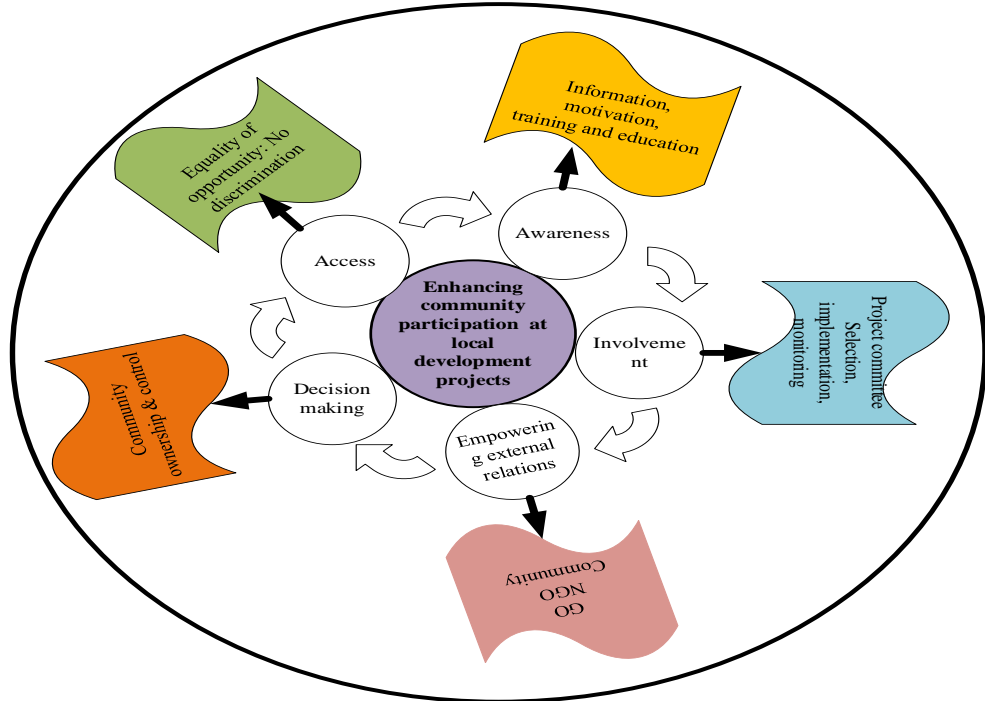 Information,
motivation,
training and education
Equality of
opportunity: No
discrimination
Awareness
Access
Enhancing
community
participation at
local
development
projects
Involveme
nt
Project committee
Selection,
implementation,
monitoring
Decision
making
Community
ownership & control
Empowerin
g external
relations
GO
NGO
Community